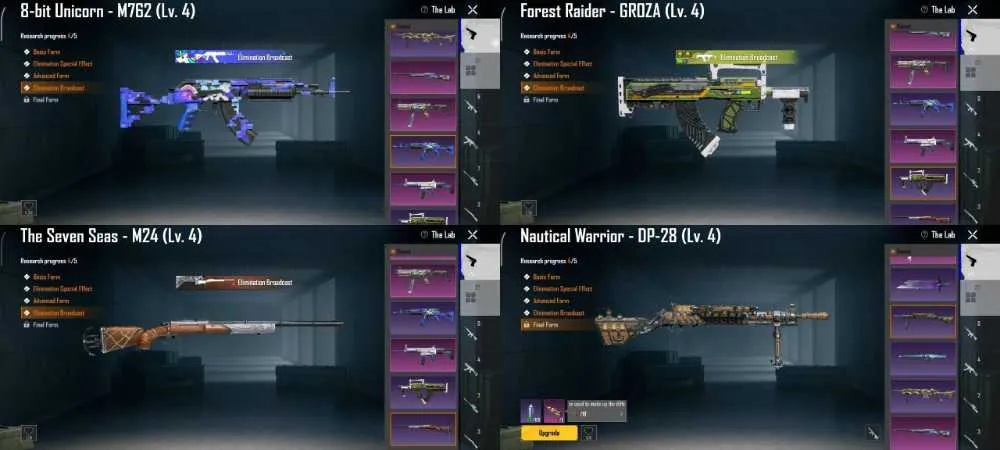 8-bit Unicorn - M762 (Lv. 4)
The Lab
Research progress 4/5
Basic Form
Elimination Special Effect
Advanced Form
Elimination Broadcast
Final Form
Elimination Broadcast
Forest Raider - GROZA (Lv. 4)
The Lab
Research progress 4/5
Basic Form
Elimination Special Effect
Advanced Form
Elimination Broadcast
Final Form
Elimination Broadcast
The Seven Seas - M24 (Lv. 4)
The Lab
Research progress 4/5
Basic Form
Elimination Special Effect
Advanced Form
Elimination Broadcast
Final Form
Elimination Broadcast
Nautical Warrior - DP-28 (Lv. 4)
The Lab
Research progress 4/5
Basic Form
Elimination Special Effect
Advanced Form
Elimination Broadcast
Final Form
Upgrade